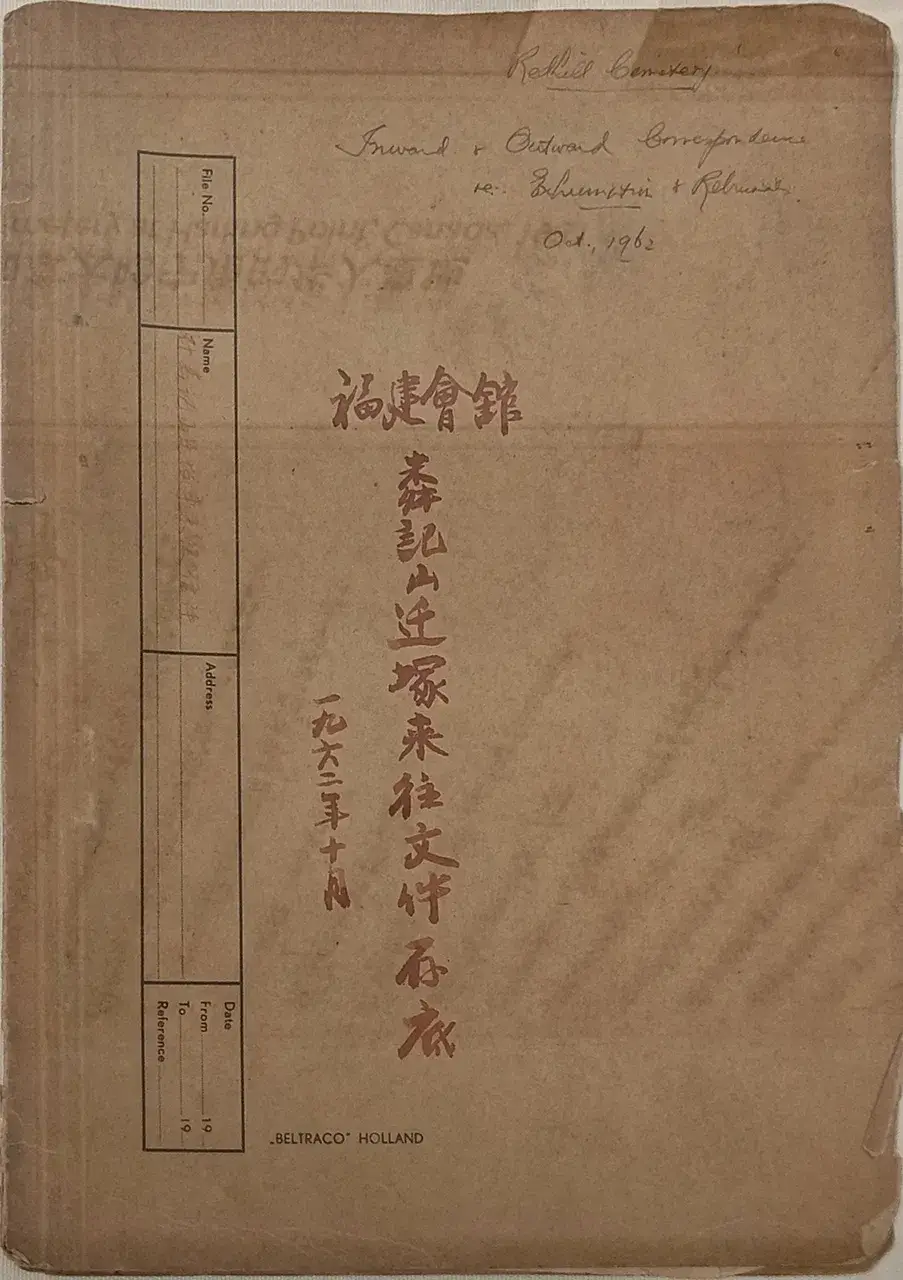 Redhill Cemetery
Inward & Outward Correspondence
re. Exhumation & Reburials
Oct., 1962
福建會館
森記山迁塚来往文件存底
一九六二年十月
File No.
Name
Address
Date
From 19
To 19
Reference
„BELTRACO" HOLLAND